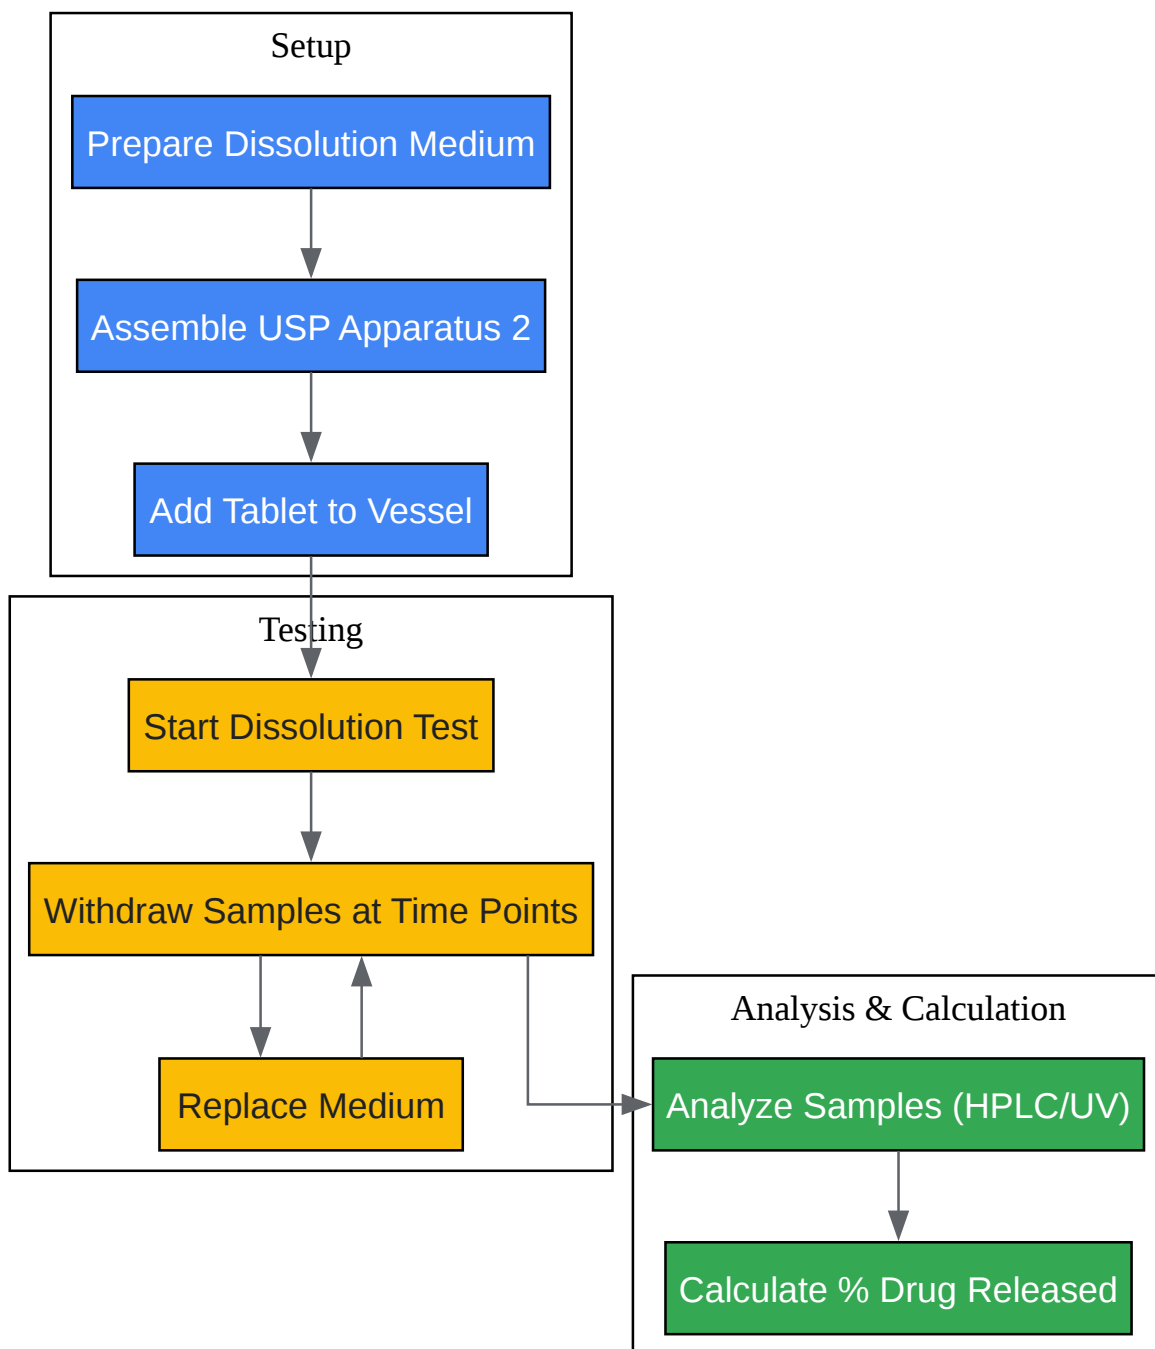 Setup
Prepare Dissolution Medium
Assemble USP Apparatus 2
Add Tablet to Vessel
Testing
Start Dissolution Test
Withdraw Samples at Time Points
Replace Medium
Analysis & Calculation
Analyze Samples (HPLC/UV)
Calculate % Drug Released